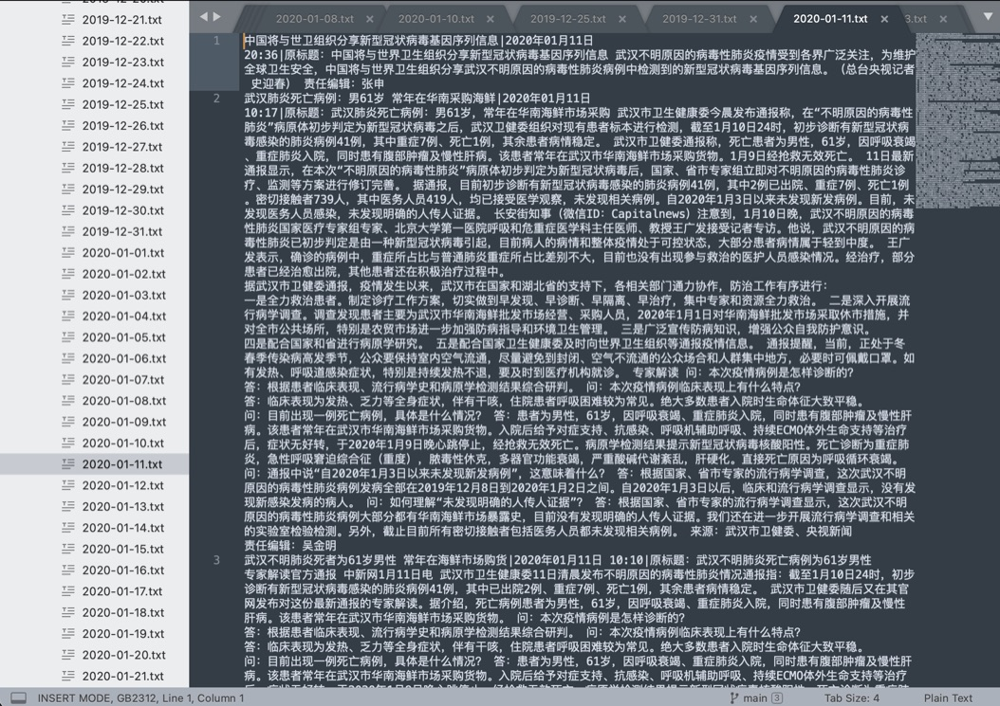 2019-12-21.txt
2019-12-22.txt
2019-12-23.txt
2019-12-24.txt
2019-12-25.txt
2019-12-26.txt
2019-12-27.txt
2019-12-28.txt
2019-12-29.txt
2019-12-30.txt
2019-12-31.txt
2020-01-01.txt
2020-01-02.txt
2020-01-03.txt
2020-01-04.txt
2020-01-05.txt
2020-01-06.txt
2020-01-07.txt
2020-01-08.txt
2020-01-09.txt
2020-01-10.txt
2020-01-11.txt
2020-01-12.txt
2020-01-13.txt
2020-01-14.txt
2020-01-15.txt
2020-01-16.txt
2020-01-17.txt
2020-01-18.txt
2020-01-19.txt
2020-01-20.txt
2020-01-21.txt
2020-01-08.txt 2020-01-10.txt 2019-12-25.txt 2019-12-31.txt 2020-01-11.txt 3.txt
1 中国将与世卫组织分享新型冠状病毒基因序列信息|2020年01月11日
20:36|原标题：中国将与世界卫生组织分享新型冠状病毒基因序列信息 武汉不明原因的病毒性肺炎疫情受到各界广泛关注，为维护
全球卫生安全，中国将与世界卫生组织分享武汉不明原因的病毒性肺炎病例中检测到的新型冠状病毒基因序列信息。（总台央视记者
史迎春） 责任编辑：张申
2 武汉肺炎死亡病例：男61岁 常年在华南采购海鲜|2020年01月11日
10:17|原标题：武汉肺炎死亡病例：男61岁，常年在华南采购 武汉市卫健委今晨发布通报称，在“不明原因的病毒性
肺炎”病原体初步判定为新型冠状病毒之后，武汉卫健委组织对现有患者标本进行检测，截至1月10日24时，初步诊断有新型冠状病
毒感染的肺炎病例41例，其中重症7例、死亡1例，其余患者病情稳定。 武汉市卫健委通报称，死亡患者为男性，61岁，因呼吸衰竭
、重症肺炎入院，同时患有腹部肿瘤及慢性肝病。该患者常年在武汉市华南海鲜市场采购货物。1月9日经抢救无效死亡。 11日最新
通报显示，在本次“不明原因的病毒性肺炎”病原体初步判定为新型冠状病毒后，国家、省市专家组立即对不明原因的病毒性肺炎诊
疗、监测等方案进行修订完善。 据通报，目前初步诊断有新型冠状病毒感染的肺炎病例41例，其中2例已出院、重症7例、死亡1例
。密切接触者739人，其中医务人员419人，均已接受医学观察，未发现相关病例。自2020年1月3日以来未发现新发病例。目前，未
发现医务人员感染，未发现明确的人传人证据。 长安街知事（微信ID：Capitalnews）注意到，1月10日晚，武汉不明原因的病毒
性肺炎国家医疗专家组专家、北京大学第一医院呼吸和危重症医学科主任医师、教授王广发接受记者专访。他说，武汉不明原因的病
毒性肺炎已初步判定是由一种新型冠状病毒引起，目前病人的病情和整体疫情处于可控状态，大部分患者病情属于轻到中度。 王广
发表示，确诊的病例中，重症所占比与普通肺炎重症所占比差别不大，目前也没有出现参与救治的医护人员感染情况。经治疗，部分
患者已经治愈出院，其他患者还在积极治疗过程中。
据武汉市卫健委通报，疫情发生以来，武汉市在国家和湖北省的支持下，各相关部门通力协作，防治工作有序进行：
一是全力救治患者。制定诊疗工作方案，切实做到早发现、早诊断、早隔离、早治疗，集中专家和资源全力救治。 二是深入开展流
行病学调查。调查发现患者主要为武汉市华南海鲜批发市场经营、采购人员，2020年1月1日对华南海鲜批发市场采取休市措施，并
对全市公共场所，特别是农贸市场进一步加强防病指导和环境卫生管理。 三是广泛宣传防病知识，增强公众自我防护意识。
四是配合国家和省进行病原学研究。 五是配合国家卫生健康委及时向世界卫生组织等通报疫情信息。 通报提醒，当前，正处于冬
春季传染病高发季节，公众要保持室内空气流通，尽量避免到封闭、空气不流通的公众场合和人群集中地方，必要时可佩戴口罩。如
有发热、呼吸道感染症状，特别是持续发热不退，要及时到医疗机构就诊。 专家解读 问：本次疫情病例是怎样诊断的？
答：根据患者临床表现、流行病学史和病原学检测结果综合研判。 问：本次疫情病例临床表现上有什么特点？
答：临床表现为发热、乏力等全身症状，伴有干咳，住院患者呼吸困难较为常见。绝大多数患者入院时生命体征大致平稳。
问：目前出现一例死亡病例，具体是什么情况？ 答：患者为男性，61岁，因呼吸衰竭、重症肺炎入院，同时患有腹部肿瘤及慢性肝
病。该患者常年在武汉市华南海鲜市场采购货物。入院后给予对症支持、抗感染、呼吸机辅助呼吸、持续ECMO体外生命支持等治疗
后，症状无好转，于2020年1月9日晚心跳停止，经抢救无效死亡。病原学检测结果提示新型冠状病毒核酸阳性。死亡诊断为重症肺
炎，急性呼吸窘迫综合征（重度），脓毒性休克，多器官功能衰竭，严重酸碱代谢紊乱，肝硬化。直接死亡原因为呼吸循环衰竭。
问：通报中说“自2020年1月3日以来未发现新发病例”，这意味着什么？ 答：根据国家、省市专家的流行病学调查，这次武汉不明
原因的病毒性肺炎病例发病全部在2019年12月8日到2020年1月2日之间。自2020年1月3日以后，临床和流行病学调查显示，没有发
现新感染发病的病人。 问：如何理解“未发现明确的人传人证据”？ 答：根据国家、省市专家的流行病学调查显示，这次武汉不明
原因的病毒性肺炎病例大部分都有华南海鲜市场暴露史，目前没有发现明确的人传人证据。我们还在进一步开展流行病学调查和相关
的实验室检验检测。另外，截止目前所有密切接触者包括医务人员都未发现相关病例。 来源：武汉市卫健委、央视新闻
责任编辑：吴金明
3 武汉不明肺炎死者为61岁男性 常年在海鲜市场购货|2020年01月11日 10:10|原标题：武汉不明肺炎死亡病例为61岁男性
专家解读官方通报 中新网1月11日电 武汉市卫生健康委11日清晨发布不明原因的病毒性肺炎情况通报指：截至1月10日24时，初步
诊断有新型冠状病毒感染的肺炎病例41例，其中已出院2例、重症7例、死亡1例，其余患者病情稳定。 武汉市卫健委随后又在其官
网发布对这份最新通报的专家解读。据介绍，死亡病例患者为男性，61岁，因呼吸衰竭、重症肺炎入院，同时患有腹部肿瘤及慢性
肝病。该患者常年在武汉市华南海鲜市场采购货物。 问：本次疫情病例是怎样诊断的？
答：根据患者临床表现、流行病学史和病原学检测结果综合研判。 问：本次疫情病例临床表现上有什么特点？
答：临床表现为发热、乏力等全身症状，伴有干咳，住院患者呼吸困难较为常见。绝大多数患者入院时生命体征大致平稳。
问：目前出现一例死亡病例，具体是什么情况？ 答：患者为男性，61岁，因呼吸衰竭、重症肺炎入院，同时患有腹部肿瘤及慢性肝
病。该患者常年在武汉市华南海鲜市场采购货物。入院后给予对症支持、抗感染、呼吸机辅助呼吸、持续ECMO体外生命支持等治疗
INSERT MODE, GB2312, Line 1, Column 1 main 3 Tab Size: 4 Plain Text